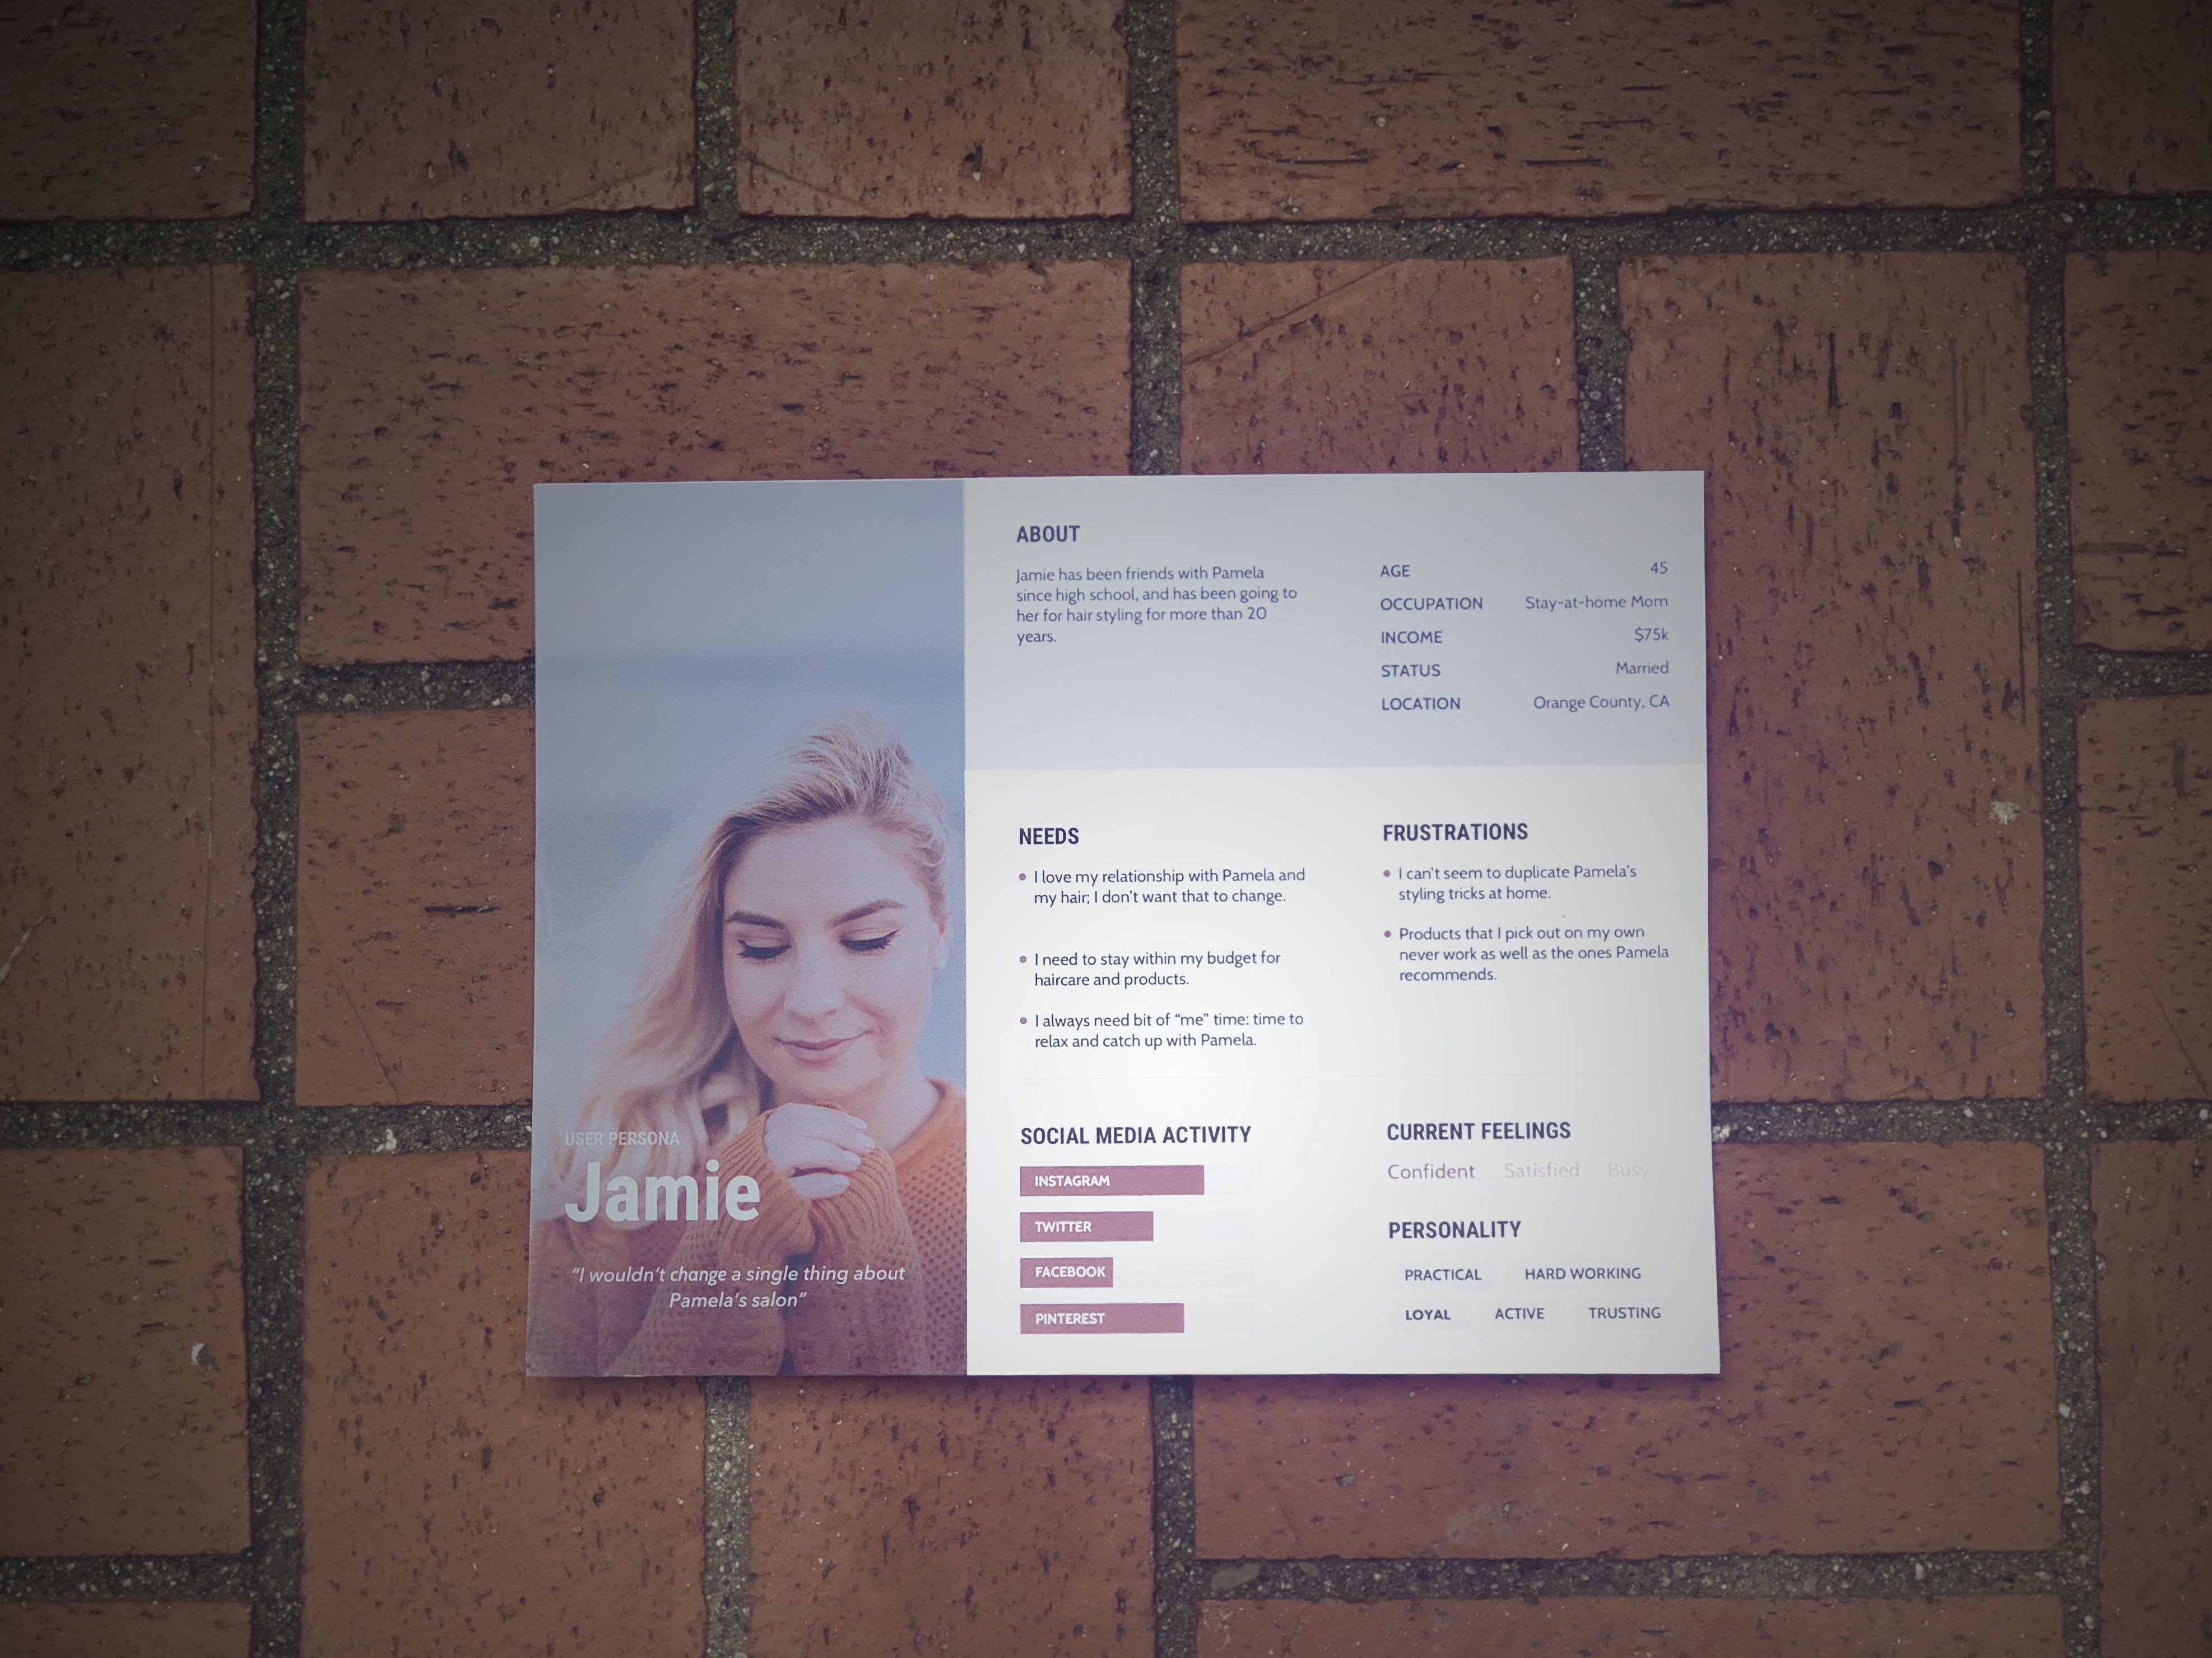 USER PERSONA
Jamie
“I wouldn’t change a single thing about
Pamela’s salon”
ABOUT
Jamie has been friends with Pamela
since high school, and has been going to
her for hair styling for more than 20
years.
AGE 45
OCCUPATION Stay-at-home Mom
INCOME $75k
STATUS Married
LOCATION Orange County, CA
NEEDS
I love my relationship with Pamela and
my hair; I don't want that to change.
I need to stay within my budget for
haircare and products.
I always need bit of “me” time: time to
relax and catch up with Pamela.
FRUSTRATIONS
I can't seem to duplicate Pamela's
styling tricks at home.
Products that I pick out on my own
never work as well as the ones Pamela
recommends.
SOCIAL MEDIA ACTIVITY
INSTAGRAM
TWITTER
FACEBOOK
PINTEREST
CURRENT FEELINGS
Confident Satisfied Busy
PERSONALITY
PRACTICAL HARD WORKING
LOYAL ACTIVE TRUSTING